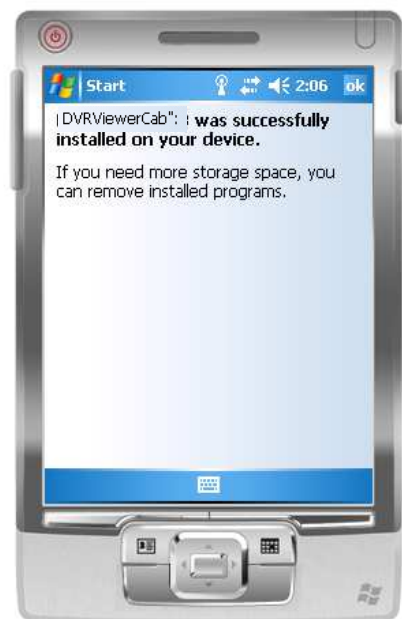 Start 2:06 ok
DVRViewerCab": was successfully
installed on your device.
If you need more storage space, you
can remove installed programs.